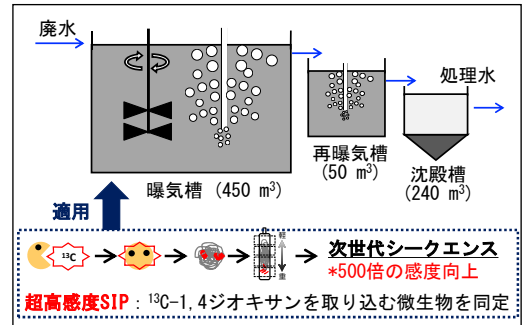 廃水
処理水
曝気槽 (450 m³)
再曝気槽
(50 m³)
沈殿槽
(240 m³)
適用
¹³C
軽
重
次世代シークエンス
*500倍の感度向上
超高感度SIP：¹³C-1,4ジオキサンを取り込む微生物を同定